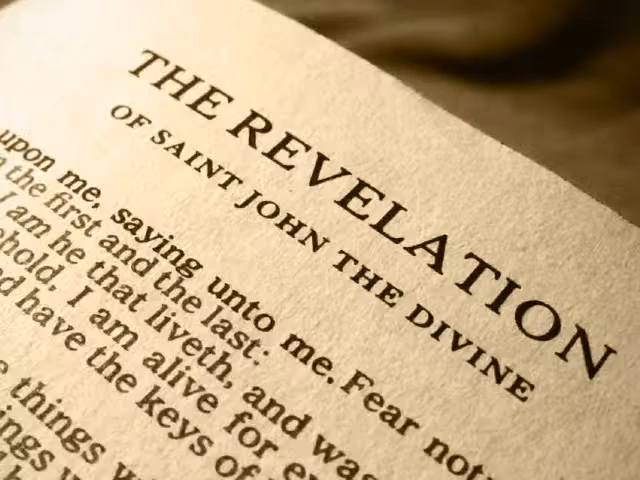 THE REVELATION
OF SAINT JOHN THE DIVINE
upon me, saying unto me, Fear not;
the first and the last:
I am he that liveth, and was
behold, I am alive for
have the keys of
things